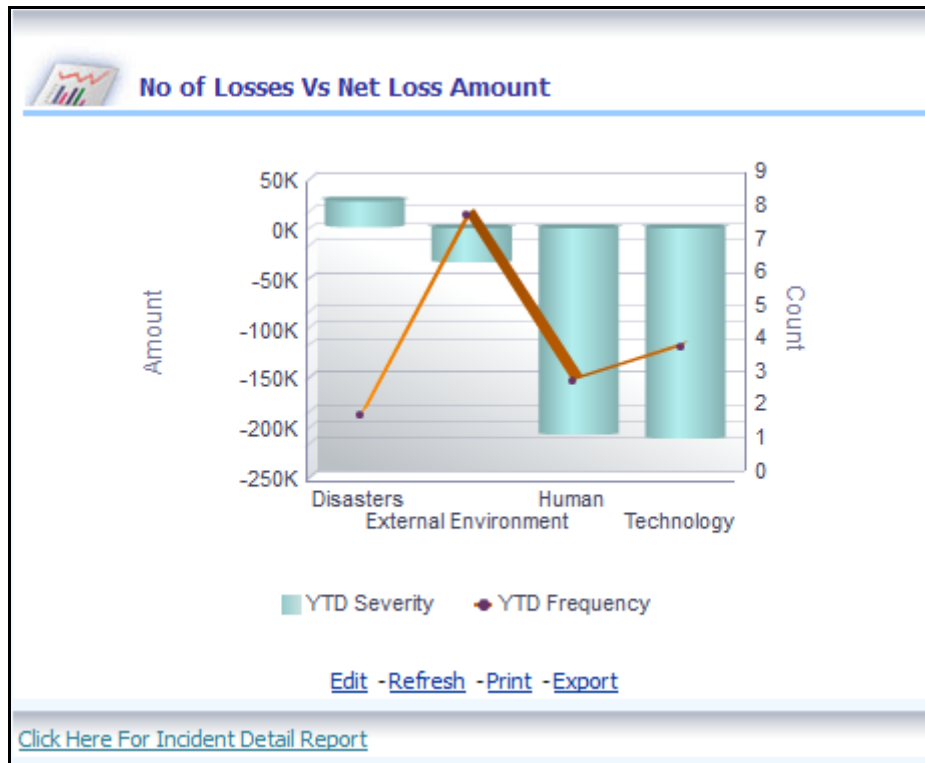 No of Losses Vs Net Loss Amount
50K
0K
-50K
-100K
-150K
-200K
-250K
Amount
9
8
7
6
5
4
3
2
1
0
Count
Disasters
External Environment
Human
Technology
YTD Severity YTD Frequency
Edit -Refresh -Print -Export
Click Here For Incident Detail Report